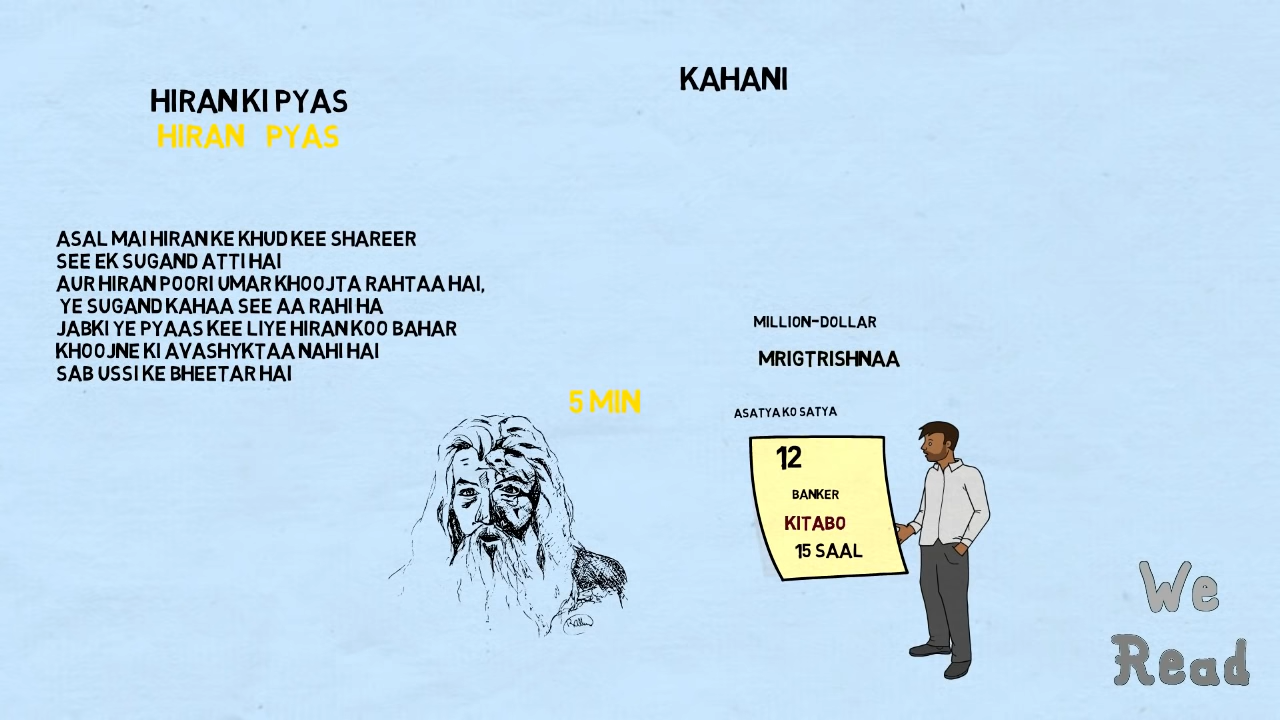 HIRAN KI PYAS
HIRAN PYAS
KAHANI
ASAL MAI HIRAN KE KHUD KEE SHAREER
SEE EK SUGAND ATTI HAI
AUR HIRAN POORI UMAR KHOOJTA RAHTAA HAI,
YE SUGAND KAHAA SEE AA RAHI HA
JABKI YE PYAAS KEE LIYE HIRAN KOO BAHAR
KHOOJNE KI AVASHYKTAA NAHI HAI
SAB USSI KE BHEETAR HAI
5 MIN
MILLION-DOLLAR
MRIGTRISHNAA
ASATYA KO SATYA
12
BANKER
KITABO
15 SAAL
We
Read